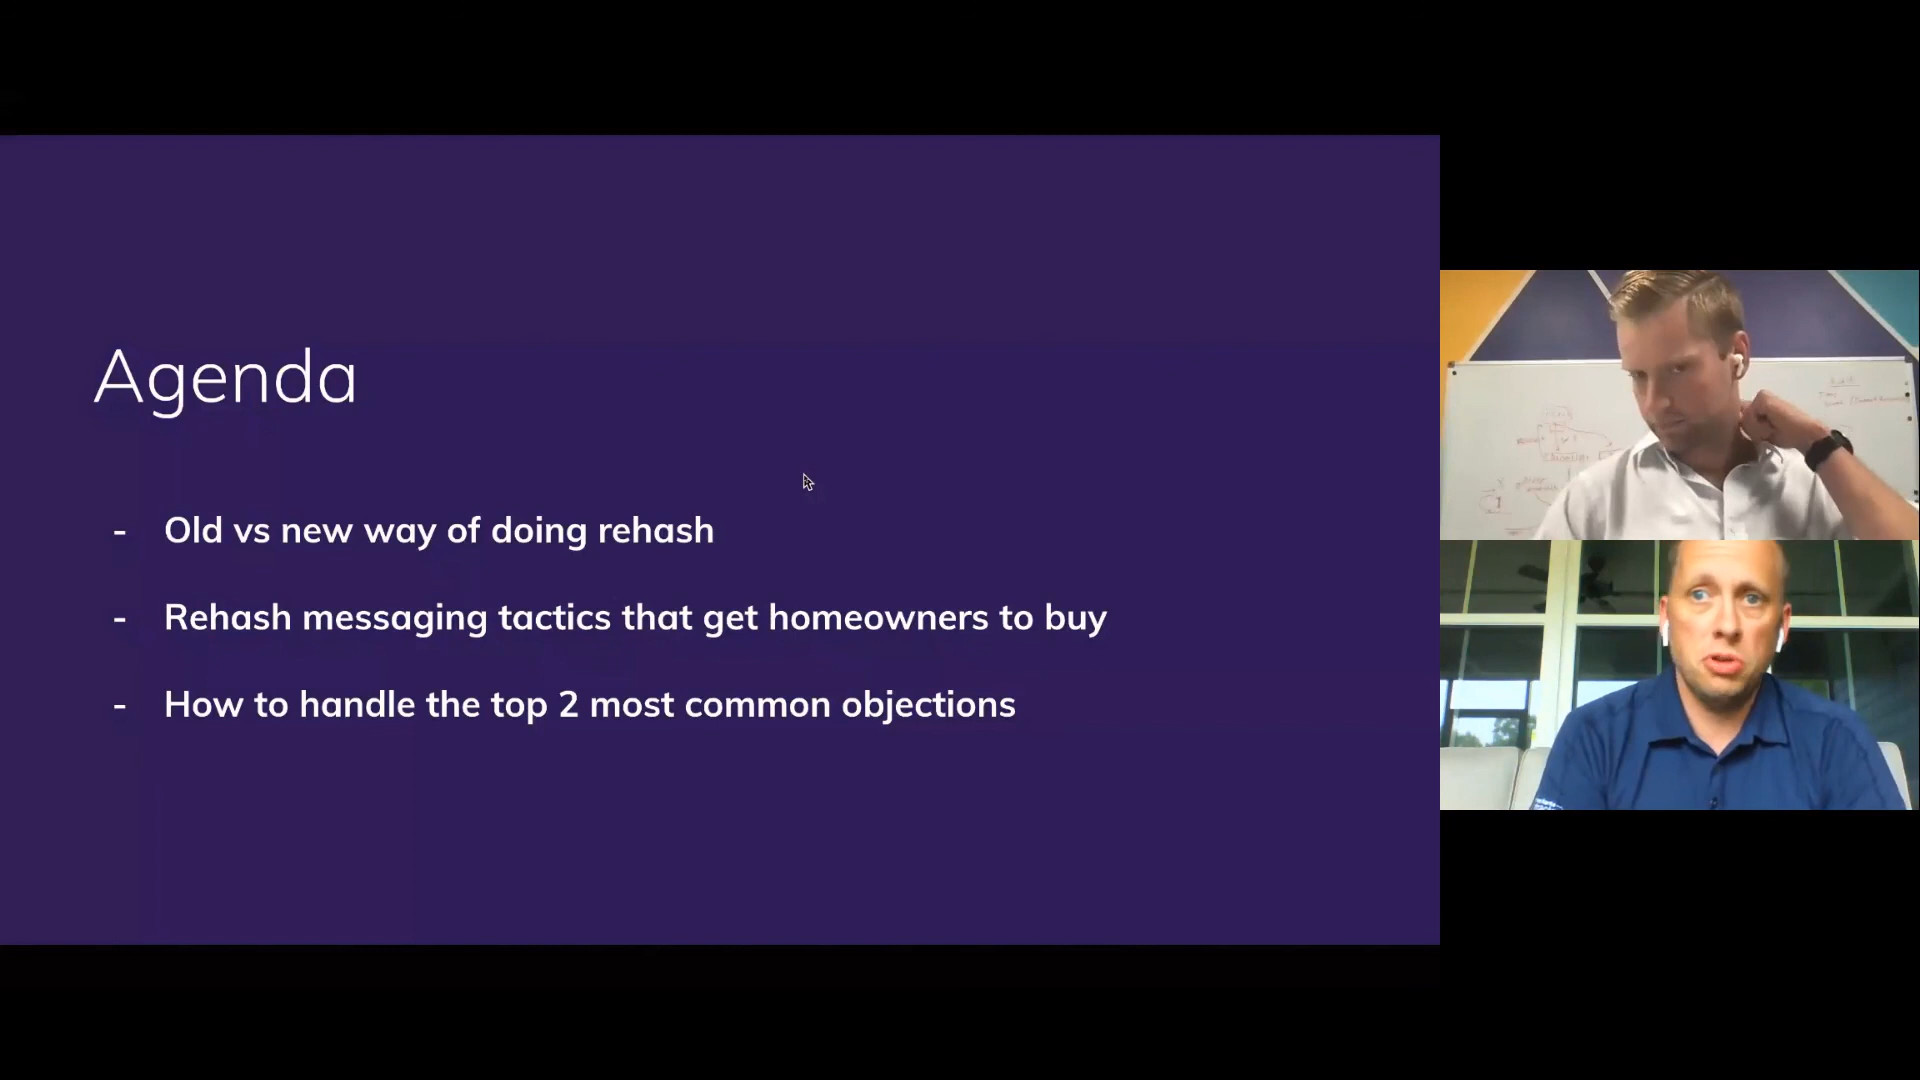 Agenda
- Old vs new way of doing rehash
- Rehash messaging tactics that get homeowners to buy
- How to handle the top 2 most common objections